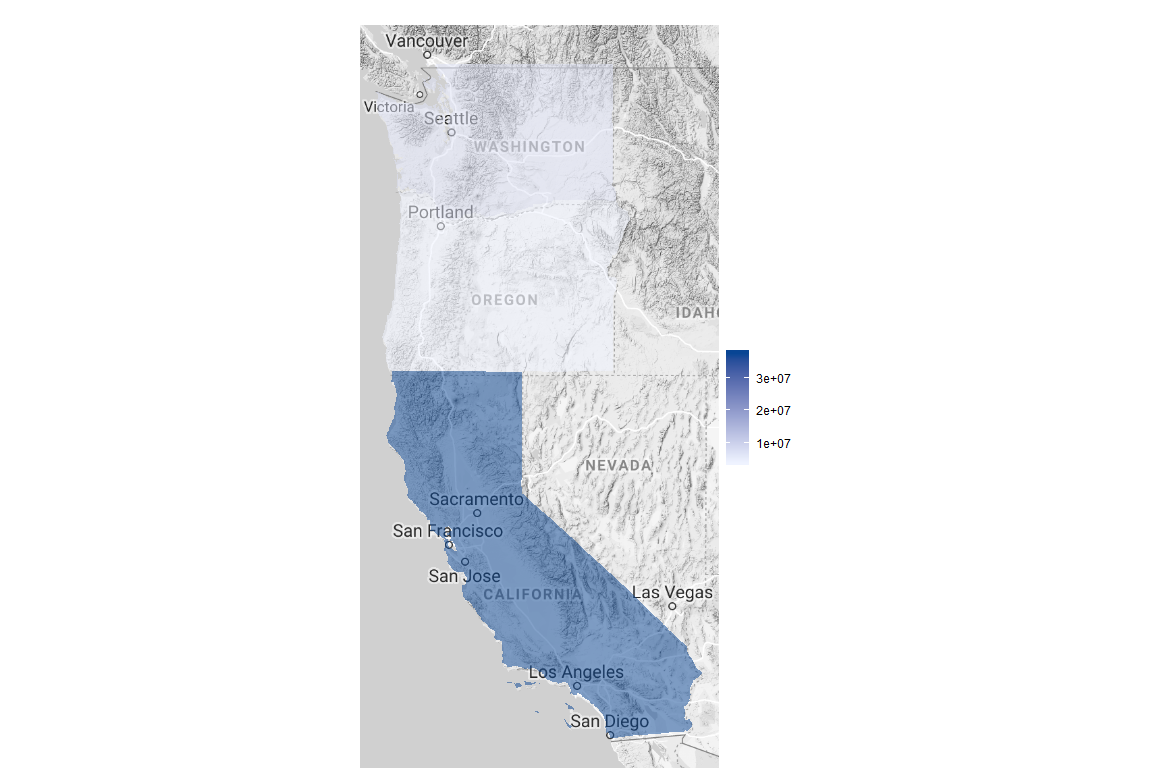 Vancouver
Victoria
Seattle
WASHINGTON
Portland
OREGON
IDAHO
3e+07
2e+07
1e+07
NEVADA
Sacramento
San Francisco
San Jose
CALIFORNIA
Las Vegas
Los Angeles
San Diego